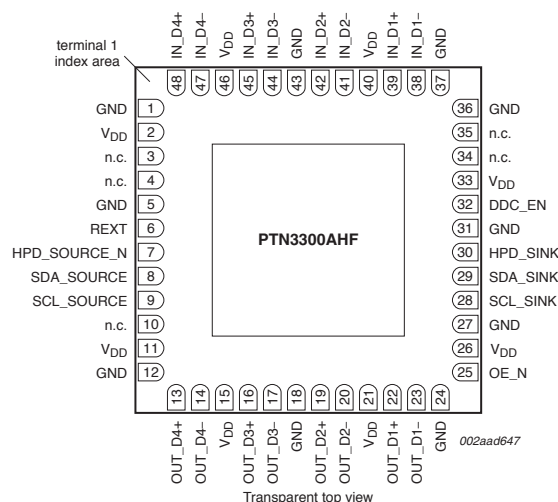 IN_D4+
IN_D4−
VDD
IN_D3+
IN_D3−
GND
IN_D2+
IN_D2−
VDD
IN_D1+
IN_D1−
GND
terminal 1
index area
48 47 46 45 44 43 42 41 40 39 38 37
GND 1
VDD 2
n.c. 3
n.c. 4
GND 5
REXT 6
HPD_SOURCE_N 7
SDA_SOURCE 8
SCL_SOURCE 9
n.c. 10
VDD 11
GND 12
PTN3300AHF
36 GND
35 n.c.
34 n.c.
33 VDD
32 DDC_EN
31 GND
30 HPD_SINK
29 SDA_SINK
28 SCL_SINK
27 GND
26 VDD
25 OE_N
13 14 15 16 17 18 19 20 21 22 23 24
OUT_D4+
OUT_D4−
VDD
OUT_D3+
OUT_D3−
GND
OUT_D2+
OUT_D2−
VDD
OUT_D1+
OUT_D1−
GND
002aad647
Transparent top view